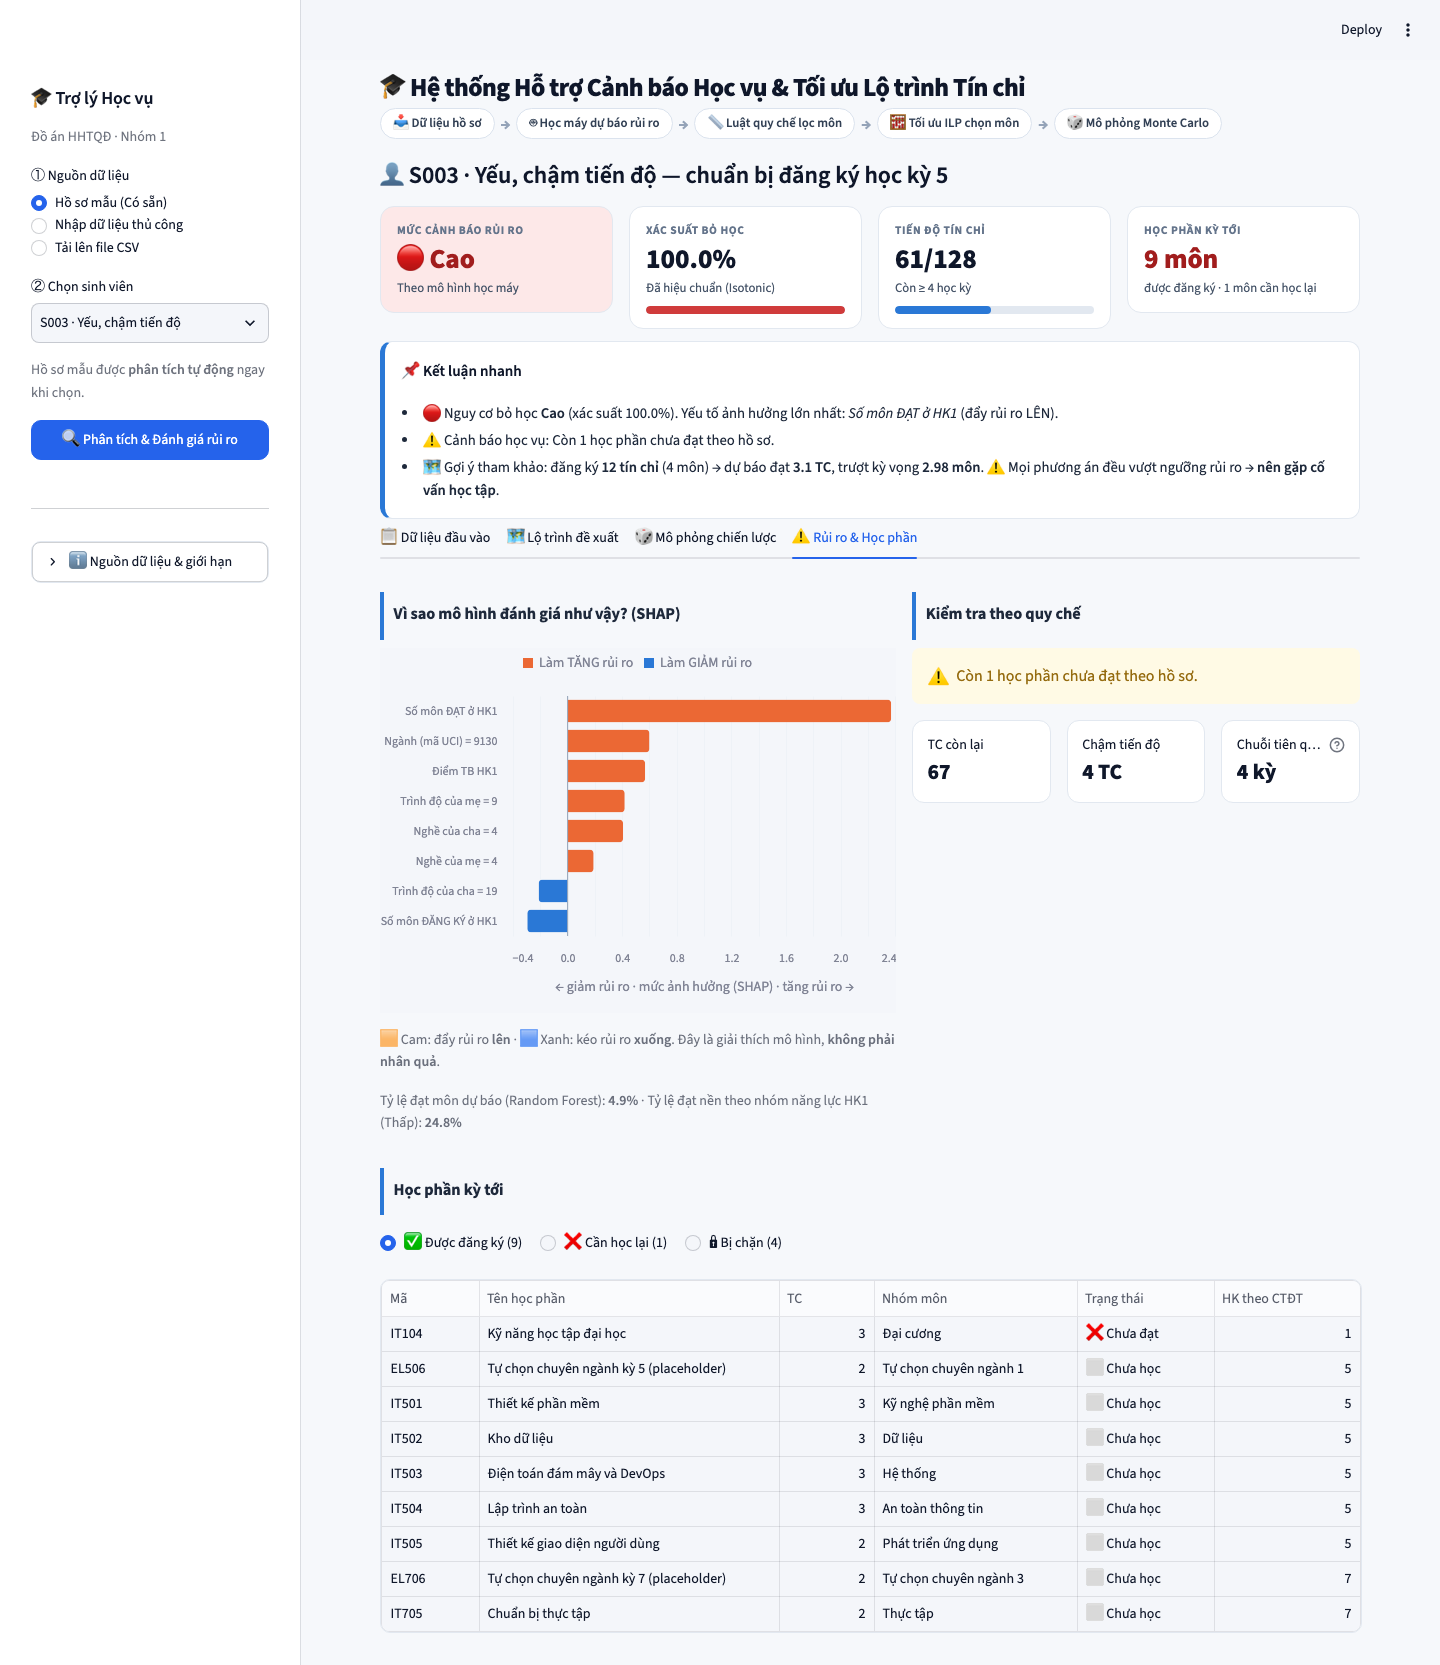 Deploy
🎓 Trợ lý Học vụ
Đồ án HHTQĐ · Nhóm 1
① Nguồn dữ liệu
Hồ sơ mẫu (Có sẵn)
Nhập dữ liệu thủ công
Tải lên file CSV
② Chọn sinh viên
S003 · Yếu, chậm tiến độ
Hồ sơ mẫu được phân tích tự động ngay
khi chọn.
🔍 Phân tích & Đánh giá rủi ro
ℹ️ Nguồn dữ liệu & giới hạn
🎓 Hệ thống Hỗ trợ Cảnh báo Học vụ & Tối ưu Lộ trình Tín chỉ
Dữ liệu hồ sơ → Học máy dự báo rủi ro → Luật quy chế lọc môn → Tối ưu ILP chọn môn → Mô phỏng Monte Carlo
👤 S003 · Yếu, chậm tiến độ — chuẩn bị đăng ký học kỳ 5
MỨC CẢNH BÁO RỦI RO
🔴 Cao
Theo mô hình học máy
XÁC SUẤT BỎ HỌC
100.0%
Đã hiệu chuẩn (Isotonic)
TIẾN ĐỘ TÍN CHỈ
61/128
Còn ≥ 4 học kỳ
HỌC PHẦN KỲ TỚI
9 môn
được đăng ký · 1 môn cần học lại
📌 Kết luận nhanh
• 🔴 Nguy cơ bỏ học Cao (xác suất 100.0%). Yếu tố ảnh hưởng lớn nhất: Số môn ĐẠT ở HK1 (đẩy rủi ro LÊN).
• ⚠️ Cảnh báo học vụ: Còn 1 học phần chưa đạt theo hồ sơ.
• 🗺️ Gợi ý tham khảo: đăng ký 12 tín chỉ (4 môn) → dự báo đạt 3.1 TC, trượt kỳ vọng 2.98 môn. ⚠️ Mọi phương án đều vượt ngưỡng rủi ro → nên gặp cố
vấn học tập.
📋 Dữ liệu đầu vào 🗺️ Lộ trình đề xuất 🎲 Mô phỏng chiến lược ⚠️ Rủi ro & Học phần
Vì sao mô hình đánh giá như vậy? (SHAP)
Làm TĂNG rủi ro Làm GIẢM rủi ro
Số môn ĐẠT ở HK1
Ngành (mã UCI) = 9130
Điểm TB HK1
Trình độ của mẹ = 9
Nghề của cha = 4
Nghề của mẹ = 4
Trình độ của cha = 19
Số môn ĐĂNG KÝ ở HK1
−0.4 0.0 0.4 0.8 1.2 1.6 2.0 2.4
← giảm rủi ro · mức ảnh hưởng (SHAP) · tăng rủi ro →
🟧 Cam: đẩy rủi ro lên · 🟦 Xanh: kéo rủi ro xuống. Đây là giải thích mô hình, không phải
nhân quả.
Tỷ lệ đạt môn dự báo (Random Forest): 4.9% · Tỷ lệ đạt nền theo nhóm năng lực HK1
(Thấp): 24.8%
Kiểm tra theo quy chế
⚠️ Còn 1 học phần chưa đạt theo hồ sơ.
TC còn lại
67
Chậm tiến độ
4 TC
Chuỗi tiên q…
4 kỳ
Học phần kỳ tới
✅ Được đăng ký (9) ❌ Cần học lại (1) 🔒 Bị chặn (4)
Mã Tên học phần TC Nhóm môn Trạng thái HK theo CTĐT
IT104 Kỹ năng học tập đại học 3 Đại cương ❌ Chưa đạt 1
EL506 Tự chọn chuyên ngành kỳ 5 (placeholder) 2 Tự chọn chuyên ngành 1 ⬜ Chưa học 5
IT501 Thiết kế phần mềm 3 Kỹ nghệ phần mềm ⬜ Chưa học 5
IT502 Kho dữ liệu 3 Dữ liệu ⬜ Chưa học 5
IT503 Điện toán đám mây và DevOps 3 Hệ thống ⬜ Chưa học 5
IT504 Lập trình an toàn 3 An toàn thông tin ⬜ Chưa học 5
IT505 Thiết kế giao diện người dùng 2 Phát triển ứng dụng ⬜ Chưa học 5
EL706 Tự chọn chuyên ngành kỳ 7 (placeholder) 2 Tự chọn chuyên ngành 3 ⬜ Chưa học 7
IT705 Chuẩn bị thực tập 2 Thực tập ⬜ Chưa học 7